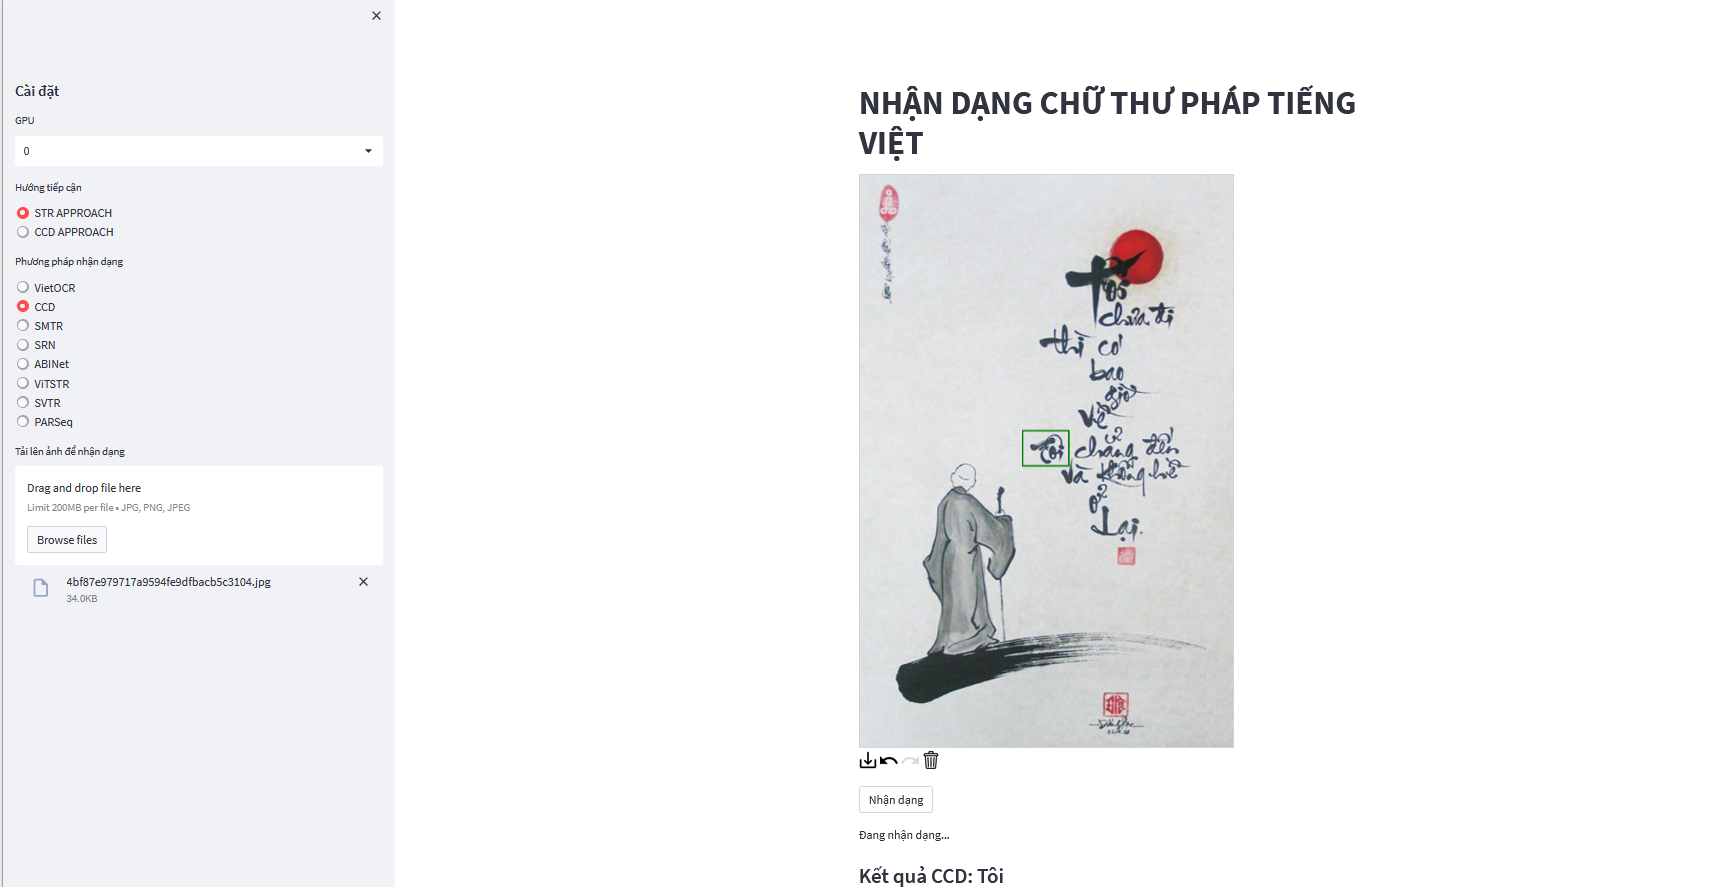 Cài đặt
GPU
0
Hướng tiếp cận
STR APPROACH
CCD APPROACH
Phương pháp nhận dạng
VietOCR
CCD
SMTR
SRN
ABINet
ViTSTR
SVTR
PARSeq
Tải lên ảnh để nhận dạng
Drag and drop file here
Limit 200MB per file • JPG, PNG, JPEG
Browse files
4bf87e979717a9594fe9dfbacb5c3104.jpg
34.0KB
NHẬN DẠNG CHỮ THƯ PHÁP TIẾNG
VIỆT
Tôi
chưa đi
thì có
bao
giờ
về
Tôi chẳng đến
và không hề
ở
Lại.
Nhận dạng
Đang nhận dạng...
Kết quả CCD: Tôi